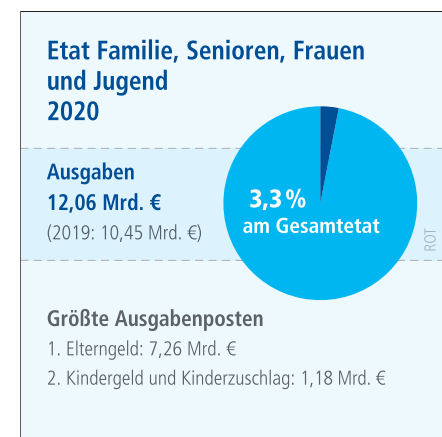 Etat Familie, Senioren, Frauen
und Jugend
2020
Ausgaben
12,06 Mrd. €
(2019: 10,45 Mrd. €)
3,3 %
am Gesamtetat
ROT
Größte Ausgabenposten
1. Elterngeld: 7,26 Mrd. €
2. Kindergeld und Kinderzuschlag: 1,18 Mrd. €